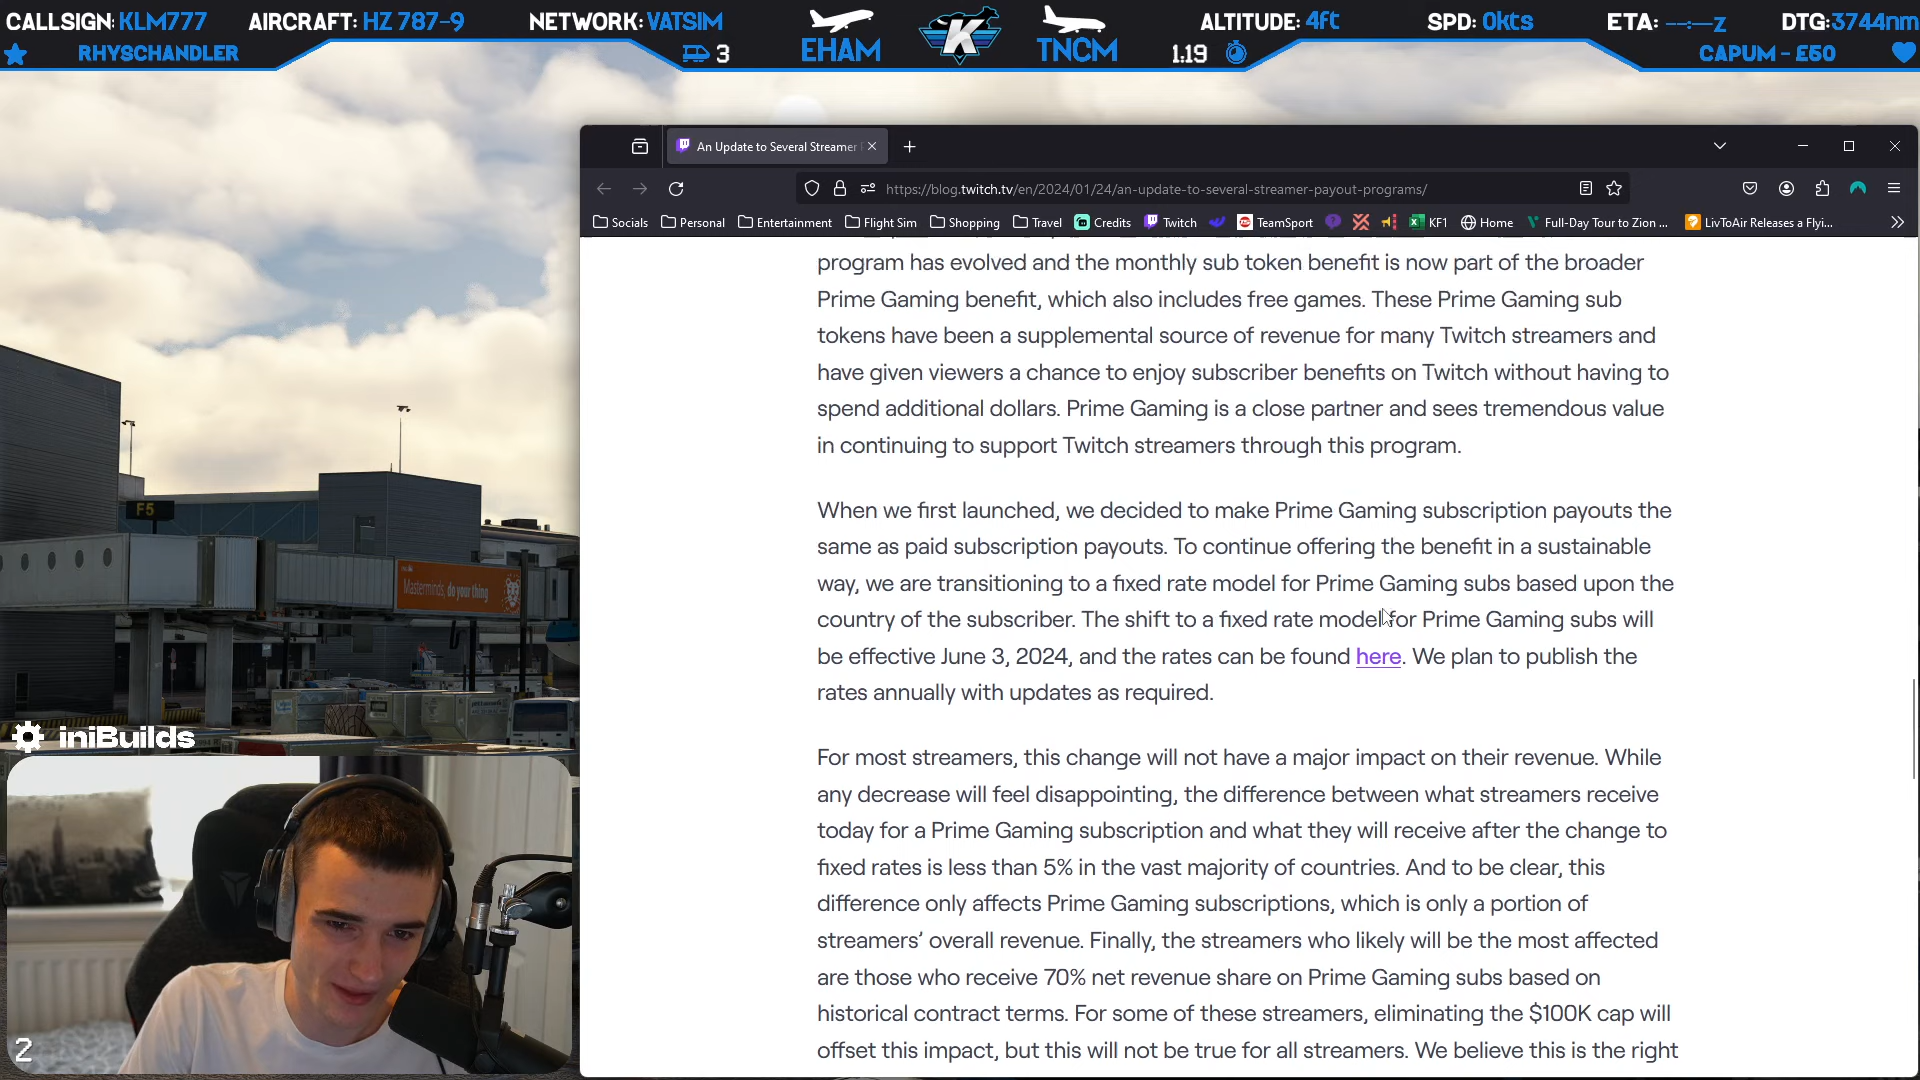 CALLSIGN: KLM777
AIRCRAFT: HZ 787-9
NETWORK: VATSIM
ALTITUDE: 4ft
SPD: 0kts
ETA: --:--Z
DTG:3744nm
RHYSCHANDLER
3
EHAM
K
TNCM
1:19
CAPUM - £50
An Update to Several Streamer
https://blog.twitch.tv/en/2024/01/24/an-update-to-several-streamer-payout-programs/
Socials
Personal
Entertainment
Flight Sim
Shopping
Travel
Credits
Twitch
TeamSport
KF1
Home
Full-Day Tour to Zion ...
LivToAir Releases a Flyi...
program has evolved and the monthly sub token benefit is now part of the broader
Prime Gaming benefit, which also includes free games. These Prime Gaming sub
tokens have been a supplemental source of revenue for many Twitch streamers and
have given viewers a chance to enjoy subscriber benefits on Twitch without having to
spend additional dollars. Prime Gaming is a close partner and sees tremendous value
in continuing to support Twitch streamers through this program.
When we first launched, we decided to make Prime Gaming subscription payouts the
same as paid subscription payouts. To continue offering the benefit in a sustainable
way, we are transitioning to a fixed rate model for Prime Gaming subs based upon the
country of the subscriber. The shift to a fixed rate model for Prime Gaming subs will
be effective June 3, 2024, and the rates can be found here. We plan to publish the
rates annually with updates as required.
For most streamers, this change will not have a major impact on their revenue. While
any decrease will feel disappointing, the difference between what streamers receive
today for a Prime Gaming subscription and what they will receive after the change to
fixed rates is less than 5% in the vast majority of countries. And to be clear, this
difference only affects Prime Gaming subscriptions, which is only a portion of
streamers’ overall revenue. Finally, the streamers who likely will be the most affected
are those who receive 70% net revenue share on Prime Gaming subs based on
historical contract terms. For some of these streamers, eliminating the $100K cap will
offset this impact, but this will not be true for all streamers. We believe this is the right
F5
Masterminds, do your thing
iniBuilds
2